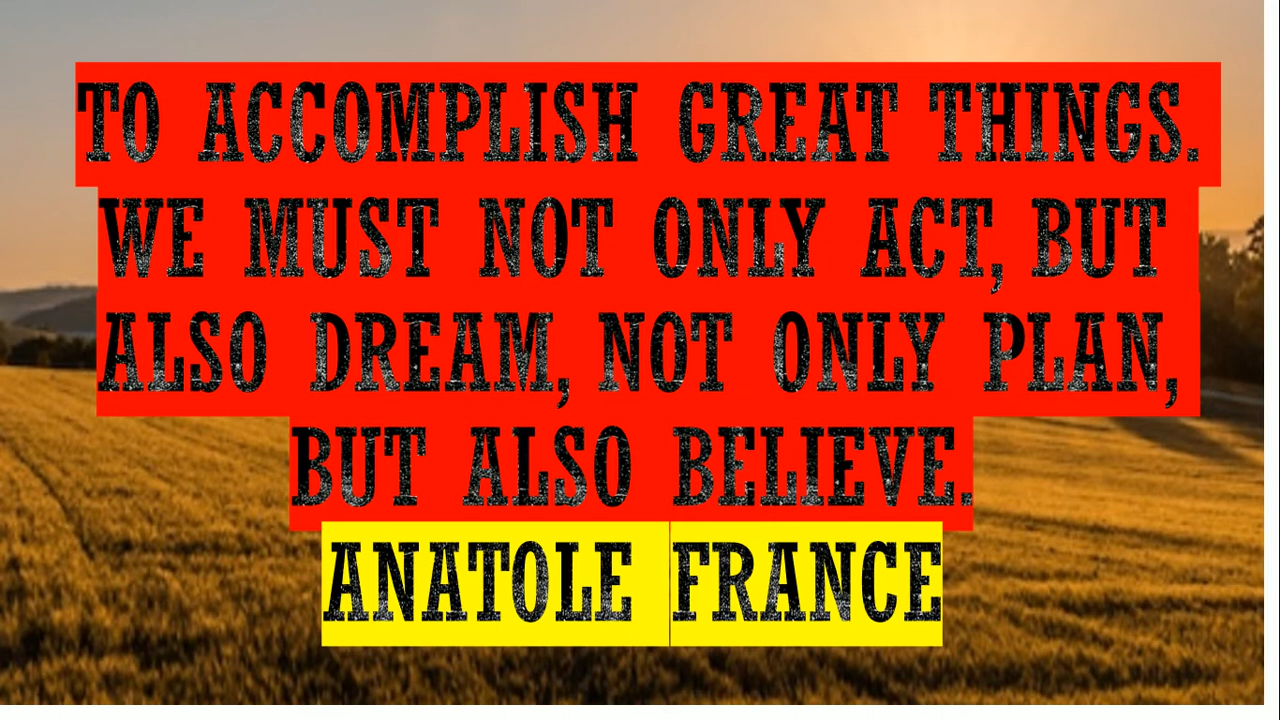 TO ACCOMPLISH GREAT THINGS.
WE MUST NOT ONLY ACT, BUT
ALSO DREAM, NOT ONLY PLAN,
BUT ALSO BELIEVE.
ANATOLE FRANCE